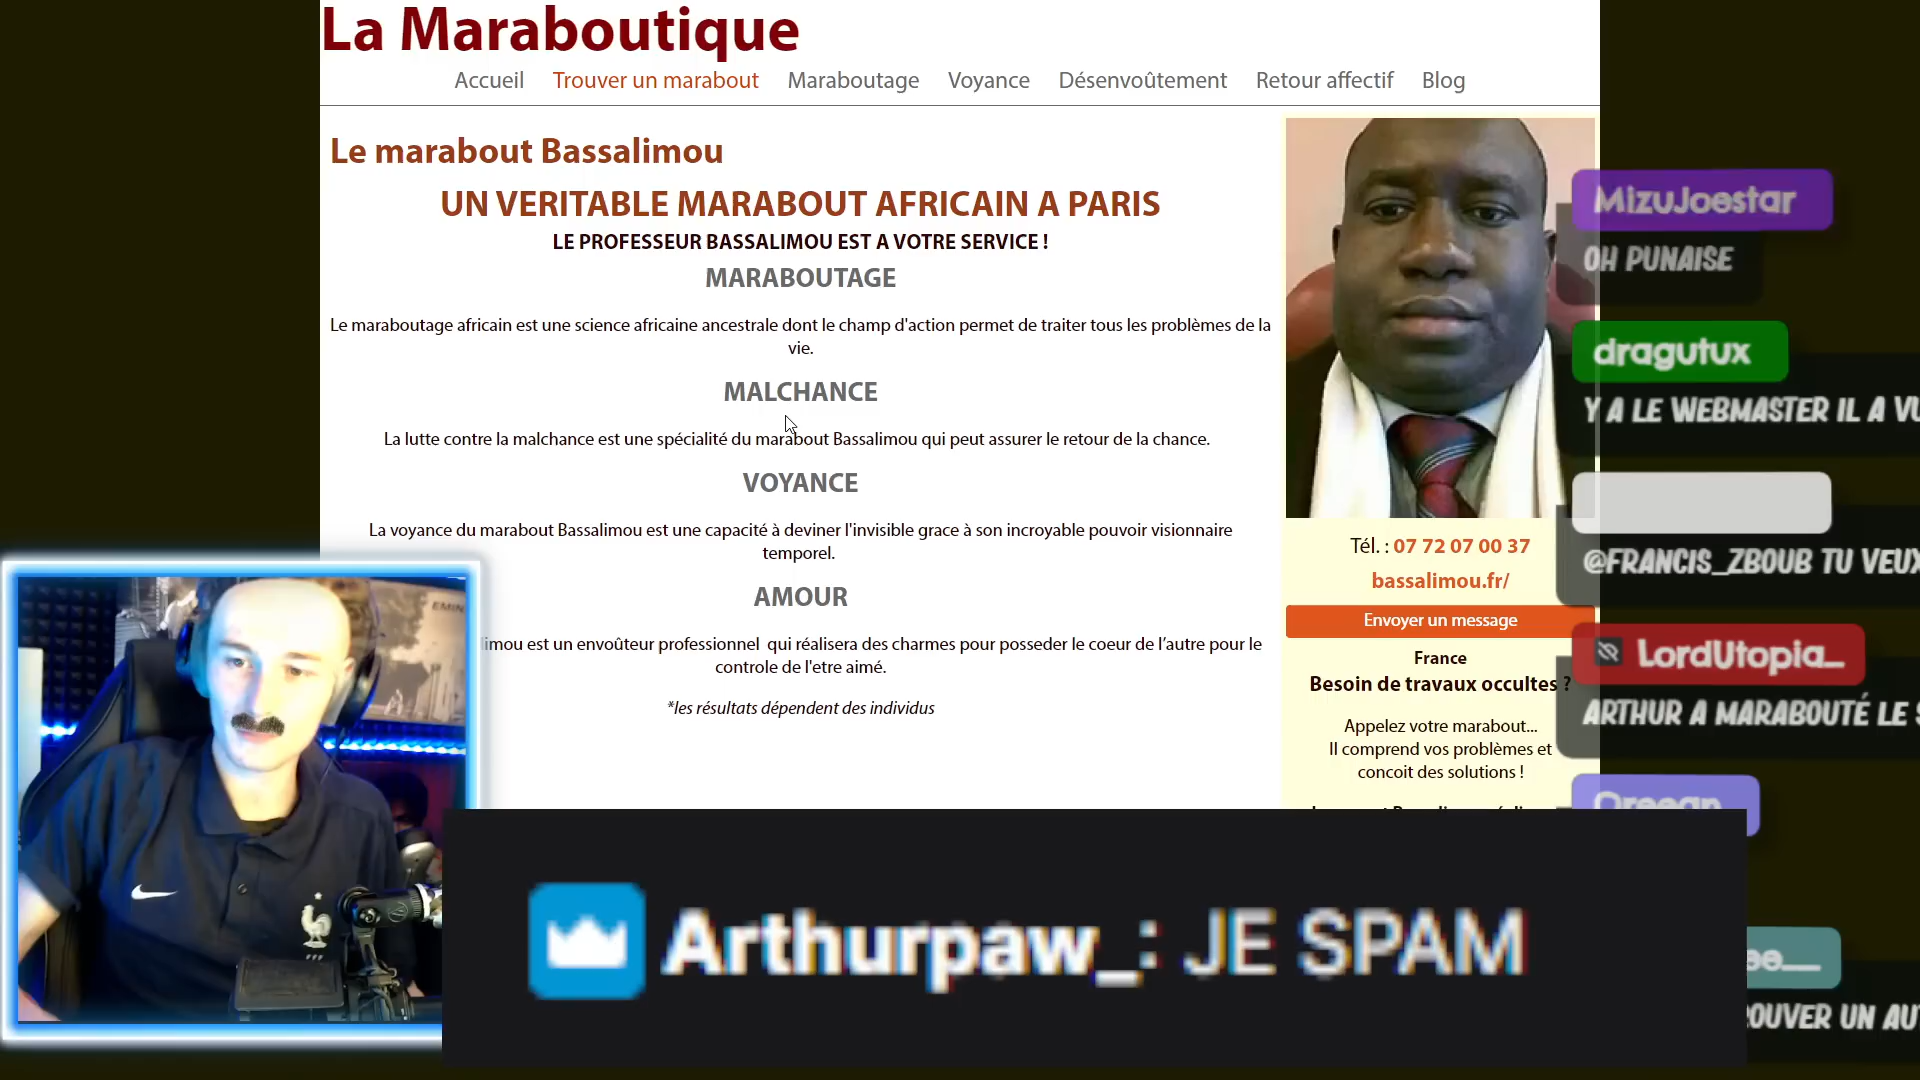 La Maraboutique
Accueil Trouver un marabout Maraboutage Voyance Désenvoûtement Retour affectif Blog
Le marabout Bassalimou
UN VERITABLE MARABOUT AFRICAIN A PARIS
LE PROFESSEUR BASSALIMOU EST A VOTRE SERVICE !
MARABOUTAGE
Le maraboutage africain est une science africaine ancestrale dont le champ d'action permet de traiter tous les problèmes de la
vie.
MALCHANCE
La lutte contre la malchance est une spécialité du marabout Bassalimou qui peut assurer le retour de la chance.
VOYANCE
La voyance du marabout Bassalimou est une capacité à deviner l'invisible grace à son incroyable pouvoir visionnaire
temporel.
AMOUR
limou est un envoûteur professionnel qui réalisera des charmes pour posseder le coeur de l’autre pour le
controle de l'etre aimé.
*les résultats dépendent des individus
Tél. : 07 72 07 00 37
bassalimou.fr/
Envoyer un message
France
Besoin de travaux occultes ?
Appelez votre marabout...
Il comprend vos problèmes et
concoit des solutions !
MizuJoestar
OH PUNAISE
dragutux
Y A LE WEBMASTER IL A VU
@FRANCIS_ZBOUB TU VEUX
LordUtopia_
ARTHUR A MARABOUTÉ LE S
EMIN
Arthurpaw_: JE SPAM
ee__
ROUVER UN AU